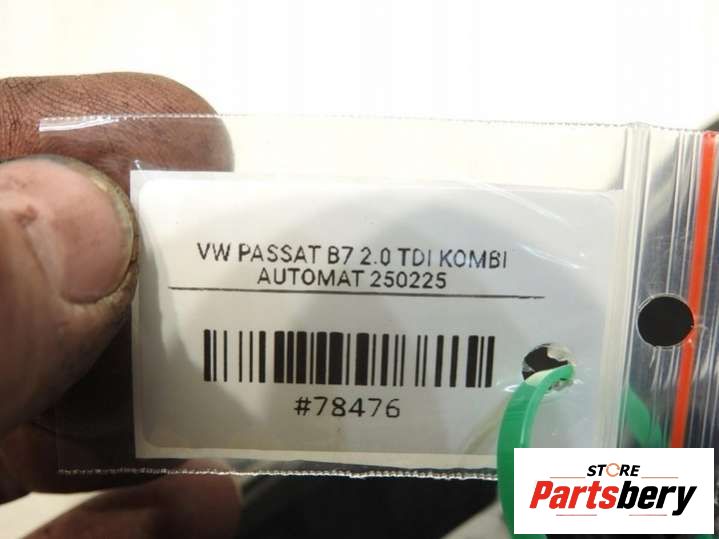 VW PASSAT B7 2.0 TDI KOMBI
AUTOMAT 250225
#78476
STORE
Partsbery